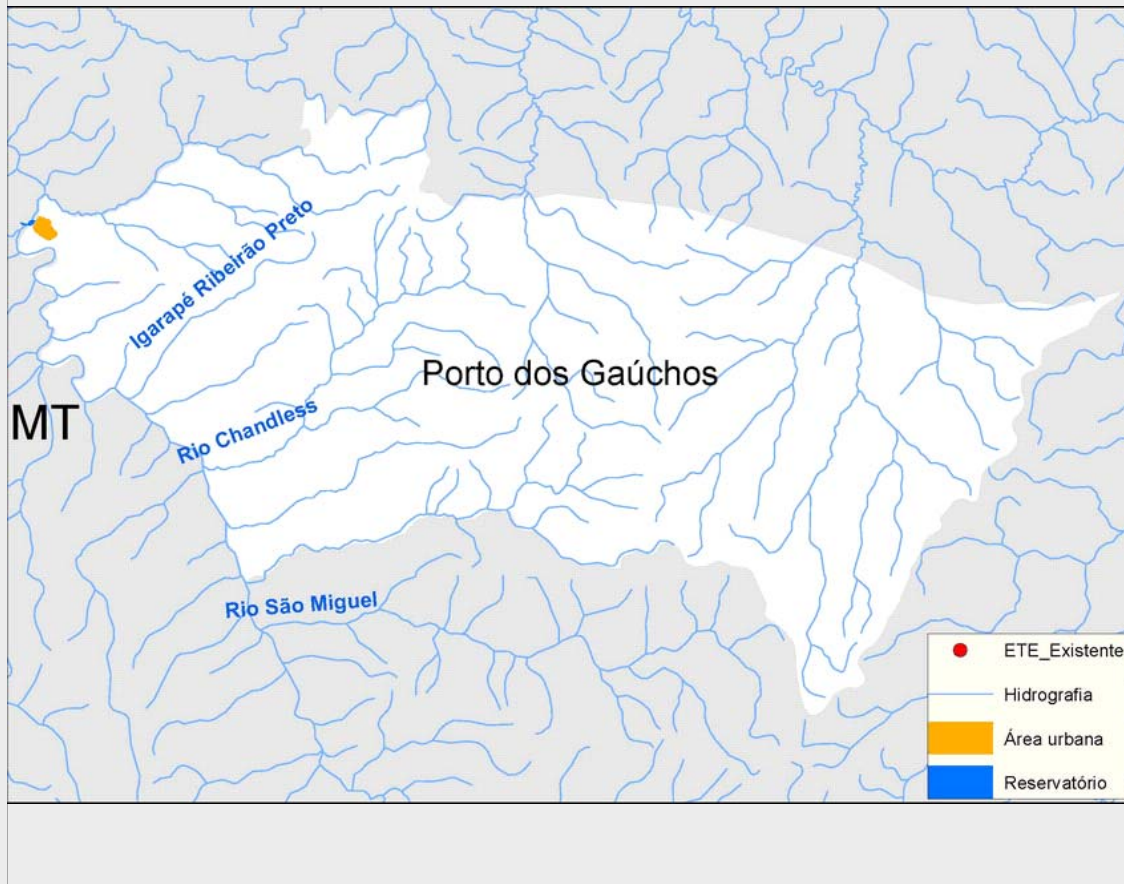 Igarapé Ribeirão Preto
Porto dos Gaúchos
MT
Rio Chandless
Rio São Miguel
ETE_Existente
Hidrografia
Área urbana
Reservatório